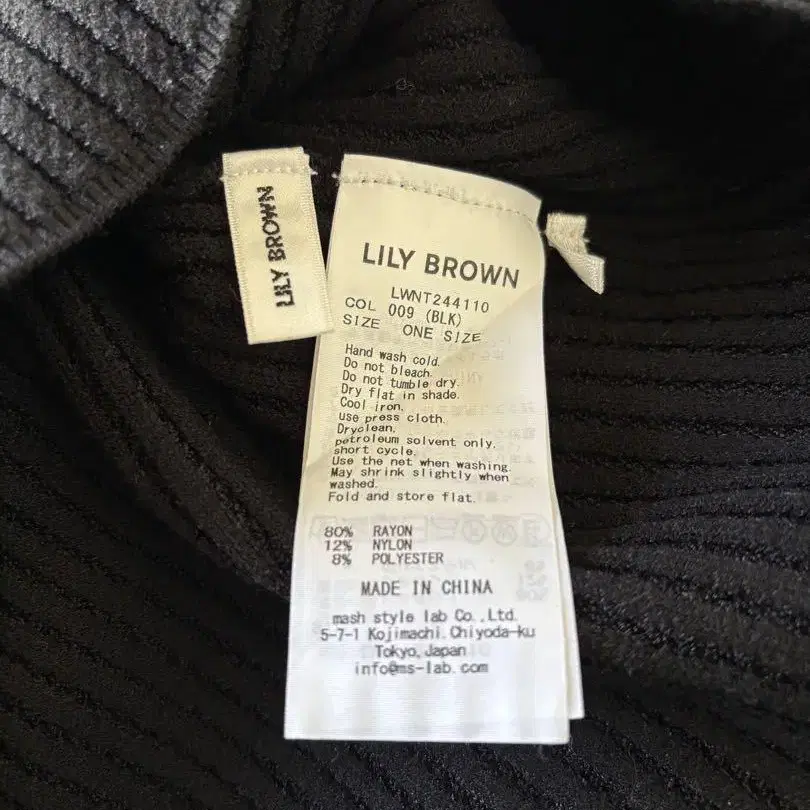 LILY BROWN
LILY BROWN
LWNT244110
COL 009 (BLK)
SIZE ONE SIZE
Hand wash cold.
Do not bleach.
Do not tumble dry.
Dry flat in shade.
Cool iron.
use press cloth.
Dryclean.
petroleum solvent only.
short cycle.
Use the net when washing.
May shrink slightly when
washed.
Fold and store flat.
80% RAYON
12% NYLON
8% POLYESTER
MADE IN CHINA
mash style lab Co.,Ltd.
5-7-1 Kojimachi.Chiyoda-ku
Tokyo,Japan
info@ms-lab.com